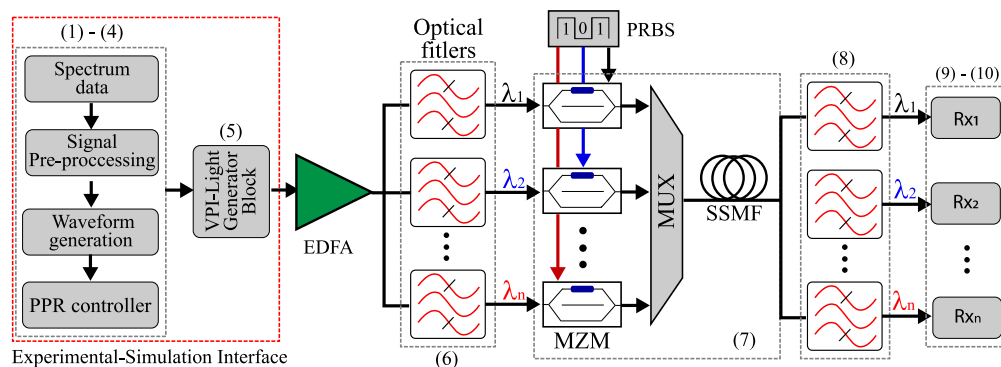 (1) - (4)
Spectrum
data
Signal
Pre-proccessing
Waveform
generation
PPR controller
Experimental-Simulation Interface
(5)
VPI-Light
Generator
Block
EDFA
Optical
fitlers
λ1
λ2
λn
(6)
1 0 1
PRBS
MZM
MUX
SSMF
(7)
(8)
λ1
λ2
λn
(9) - (10)
Rx1
Rx2
Rxn